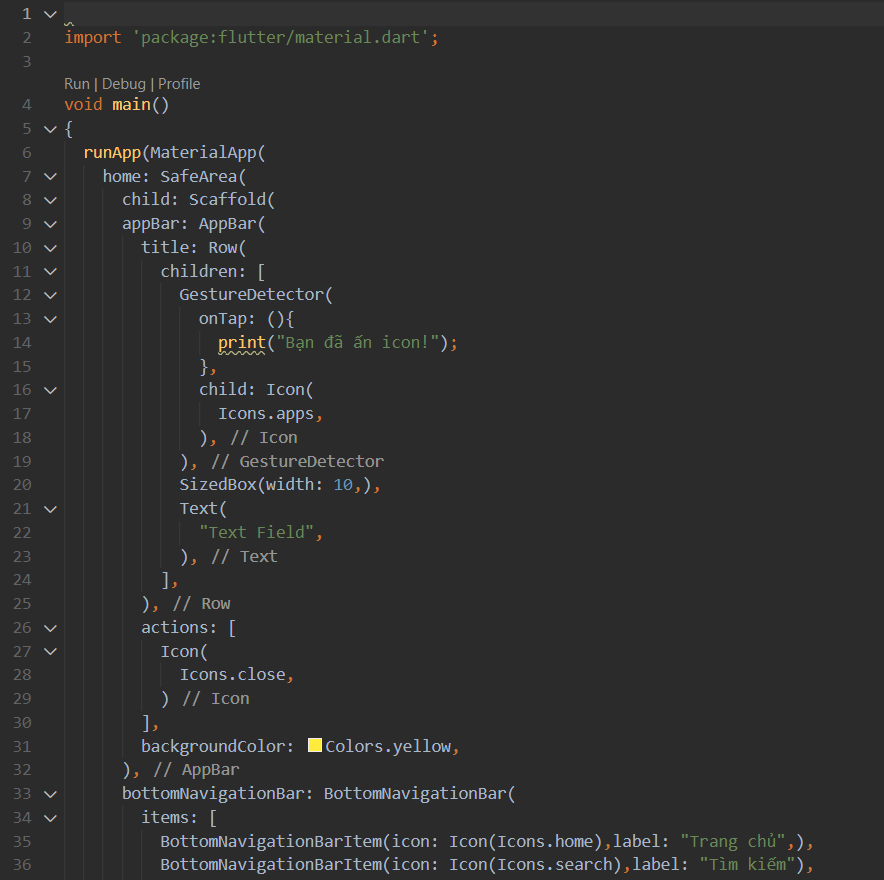 1
2 import 'package:flutter/material.dart';
3
Run | Debug | Profile
4 void main()
5 {
6   runApp(MaterialApp(
7     home: SafeArea(
8       child: Scaffold(
9       appBar: AppBar(
10         title: Row(
11           children: [
12             GestureDetector(
13               onTap: (){
14                 print("Bạn đã ấn icon!");
15               },
16               child: Icon(
17                 Icons.apps,
18               ), // Icon
19             ), // GestureDetector
20             SizedBox(width: 10,),
21             Text(
22               "Text Field",
23             ), // Text
24           ],
25         ), // Row
26         actions: [
27           Icon(
28             Icons.close,
29           ) // Icon
30         ],
31         backgroundColor: Colors.yellow,
32       ), // AppBar
33       bottomNavigationBar: BottomNavigationBar(
34         items: [
35           BottomNavigationBarItem(icon: Icon(Icons.home),label: "Trang chủ",),
36           BottomNavigationBarItem(icon: Icon(Icons.search),label: "Tìm kiếm"),